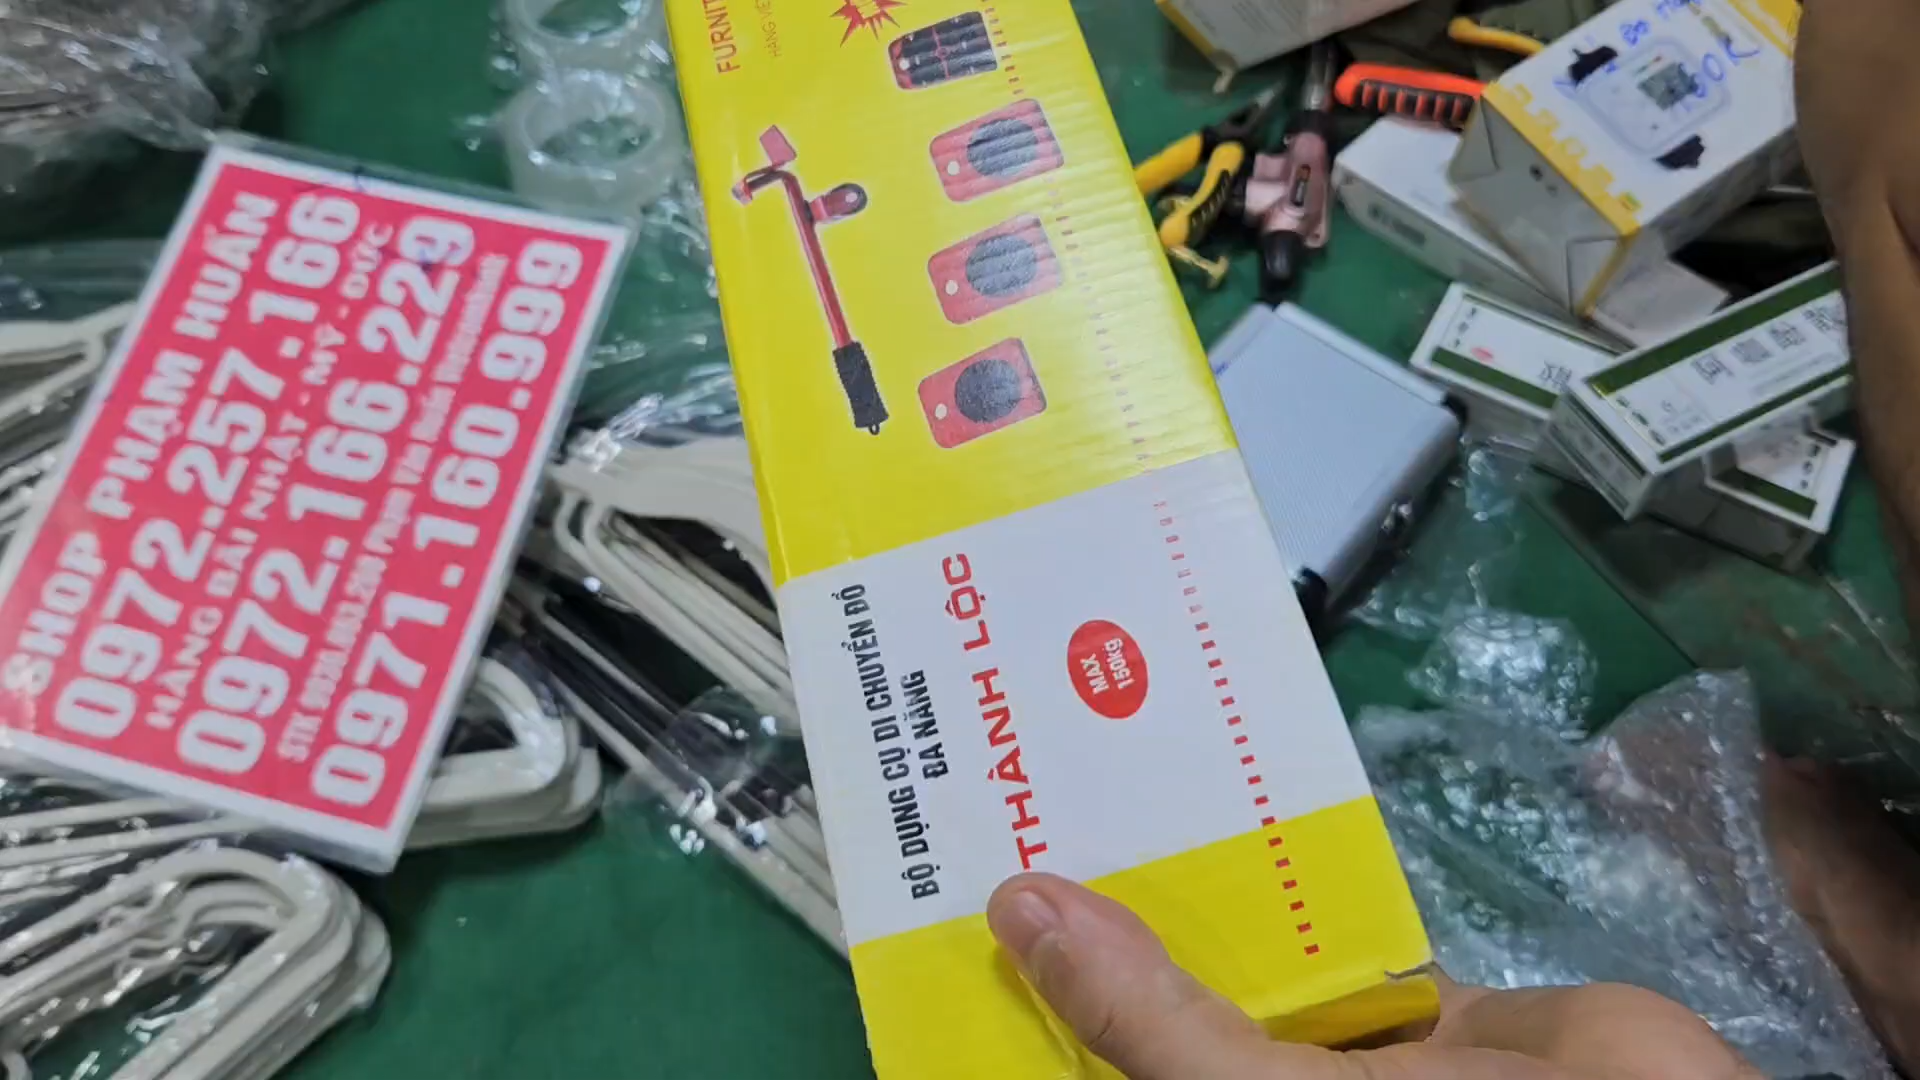 SHOP PHẠM HUẤN
0972.257.166
HÀNG BÃI NHẬT - MỸ - ĐỨC
0972.166.229
0971.160.999
FURNIT
BỘ DỤNG CỤ DI CHUYỂN ĐỒ
ĐA NĂNG
THÀNH LỘC
MAX
150kg